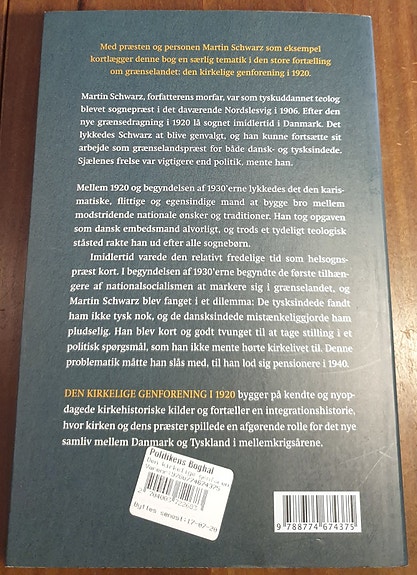 Med præsten og personen Martin Schwarz som eksempel
kortlægger denne bog en særlig tematik i den store fortælling
om grænselandet: den kirkelige genforening i 1920.
Martin Schwarz, forfatterens morfar, var som tyskuddannet teolog
blevet sognepræst i det daværende Nordslesvig i 1906. Efter den
nye grænsedragning i 1920 lå sognet imidlertid i Danmark. Det
lykkedes Schwarz at blive genvalgt, og han kunne fortsætte sit
arbejde som grænselandspræst for både dansk- og tysksindede.
Sjælenes frelse var vigtigere end politik, mente han.
Mellem 1920 og begyndelsen af 1930'erne lykkedes det den karis-
matiske, flittige og egensindige mand at bygge bro mellem
modstridende nationale ønsker og traditioner. Han tog opgaven
som dansk embedsmand alvorligt, og trods et tydeligt teologisk
ståsted rakte han ud efter alle sognebørn.
Imidlertid varede den relativt fredelige tid som helsogns-
præst kort. I begyndelsen af 1930'erne begyndte de første tilhæn-
gere af nationalsocialismen at markere sig i grænselandet, og
Martin Schwarz blev fanget i et dilemma: De tysksindede fandt
ham ikke tysk nok, og de dansksindede mistænkeliggjorde ham
pludselig. Han blev kort og godt tvunget til at tage stilling i et
politisk spørgsmål, som han ikke mente hørte kirkelivet til. Denne
problematik måtte han slås med, til han lod sig pensionere i 1940.
DEN KIRKELIGE GENFORENING I 1920 bygger på kendte og nyop-
dagede kirkehistoriske kilder og fortæller en integrationshistorie,
hvor kirken og dens præster spillede en afgørende rolle for det nye
samliv mellem Danmark og Tyskland i mellemkrigsårene.
Politikens Boghal
Den kirkelige
Byttes senest:17-07-20
9 788774 674375